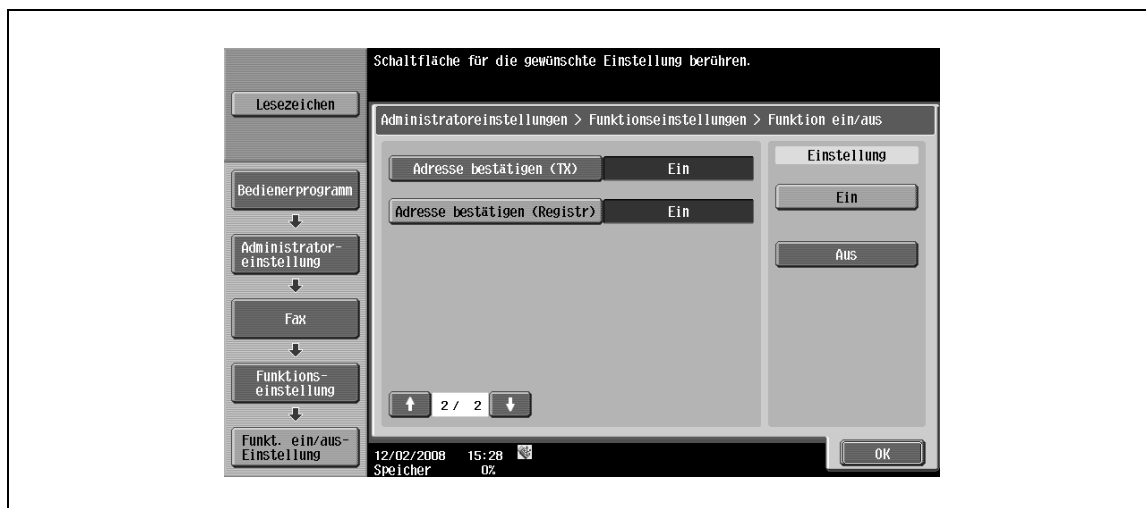 Schaltfläche für die gewünschte Einstellung berühren.
Lesezeichen
Administratoreinstellungen > Funktionseinstellungen > Funktion ein/aus
Bedienerprogramm
Administrator-
einstellung
Fax
Funktions-
einstellung
Funkt. ein/aus-
Einstellung
Adresse bestätigen (TX) Ein
Adresse bestätigen (Registr) Ein
2/ 2
Einstellung
Ein
Aus
12/02/2008 15:28
Speicher 0%
OK